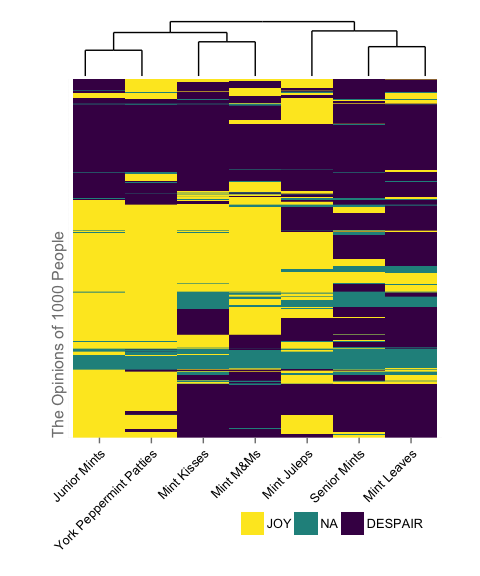 The Opinions of 1000 People
Junior Mints
York Peppermint Patties
Mint Kisses
Mint M&Ms
Mint Juleps
Senior Mints
Mint Leaves
JOY
NA
DESPAIR